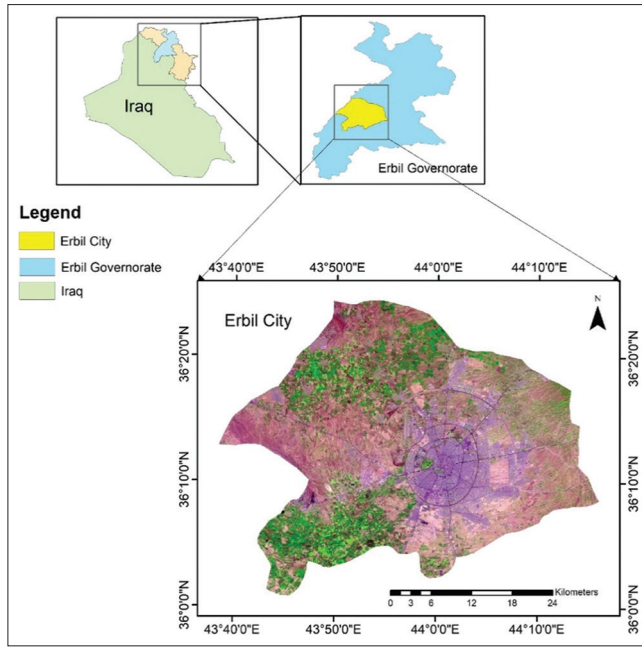 Iraq
Erbil Governorate
Legend
Erbil City
Erbil Governorate
Iraq
43°40'0"E 43°50'0"E 44°0'0"E 44°10'0"E
Erbil City
N
36°20'0"N 36°20'0"N
36°10'0"N 36°10'0"N
36°0'0"N 36°0'0"N
Kilometers
0 3 6 12 18 24
43°40'0"E 43°50'0"E 44°0'0"E 44°10'0"E